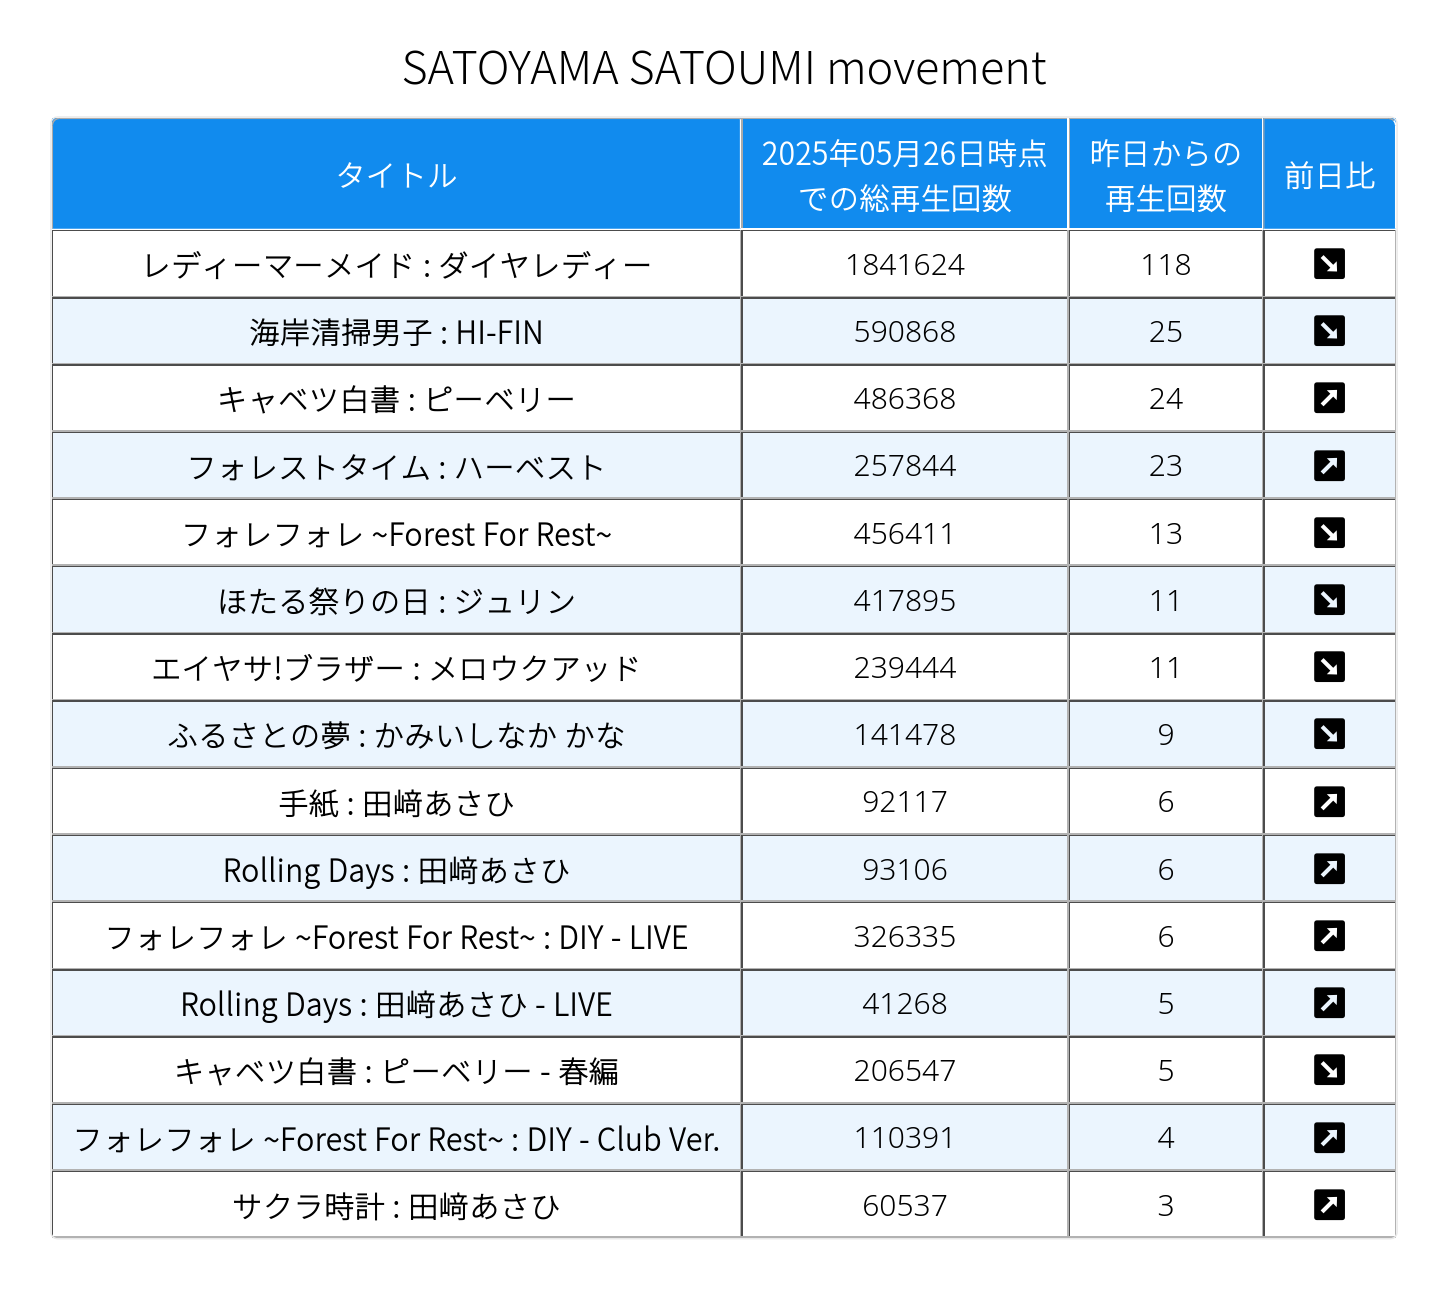 SATOYAMA SATOUMI movement
タイトル 2025年05月26日時点での総再生回数 昨日からの再生回数 前日比
レディーマーメイド : ダイヤレディー 1841624 118 ↘
海岸清掃男子 : HI-FIN 590868 25 ↘
キャベツ白書 : ピーベリー 486368 24 ↗
フォレストタイム : ハーベスト 257844 23 ↗
フォレフォレ ~Forest For Rest~ 456411 13 ↘
ほたる祭りの日 : ジュリン 417895 11 ↘
エイヤサ!ブラザー : メロウクアッド 239444 11 ↘
ふるさとの夢 : かみいしなか かな 141478 9 ↘
手紙 : 田﨑あさひ 92117 6 ↗
Rolling Days : 田﨑あさひ 93106 6 ↗
フォレフォレ ~Forest For Rest~ : DIY - LIVE 326335 6 ↗
Rolling Days : 田﨑あさひ - LIVE 41268 5 ↗
キャベツ白書 : ピーベリー - 春編 206547 5 ↘
フォレフォレ ~Forest For Rest~ : DIY - Club Ver. 110391 4 ↗
サクラ時計 : 田﨑あさひ 60537 3 ↗